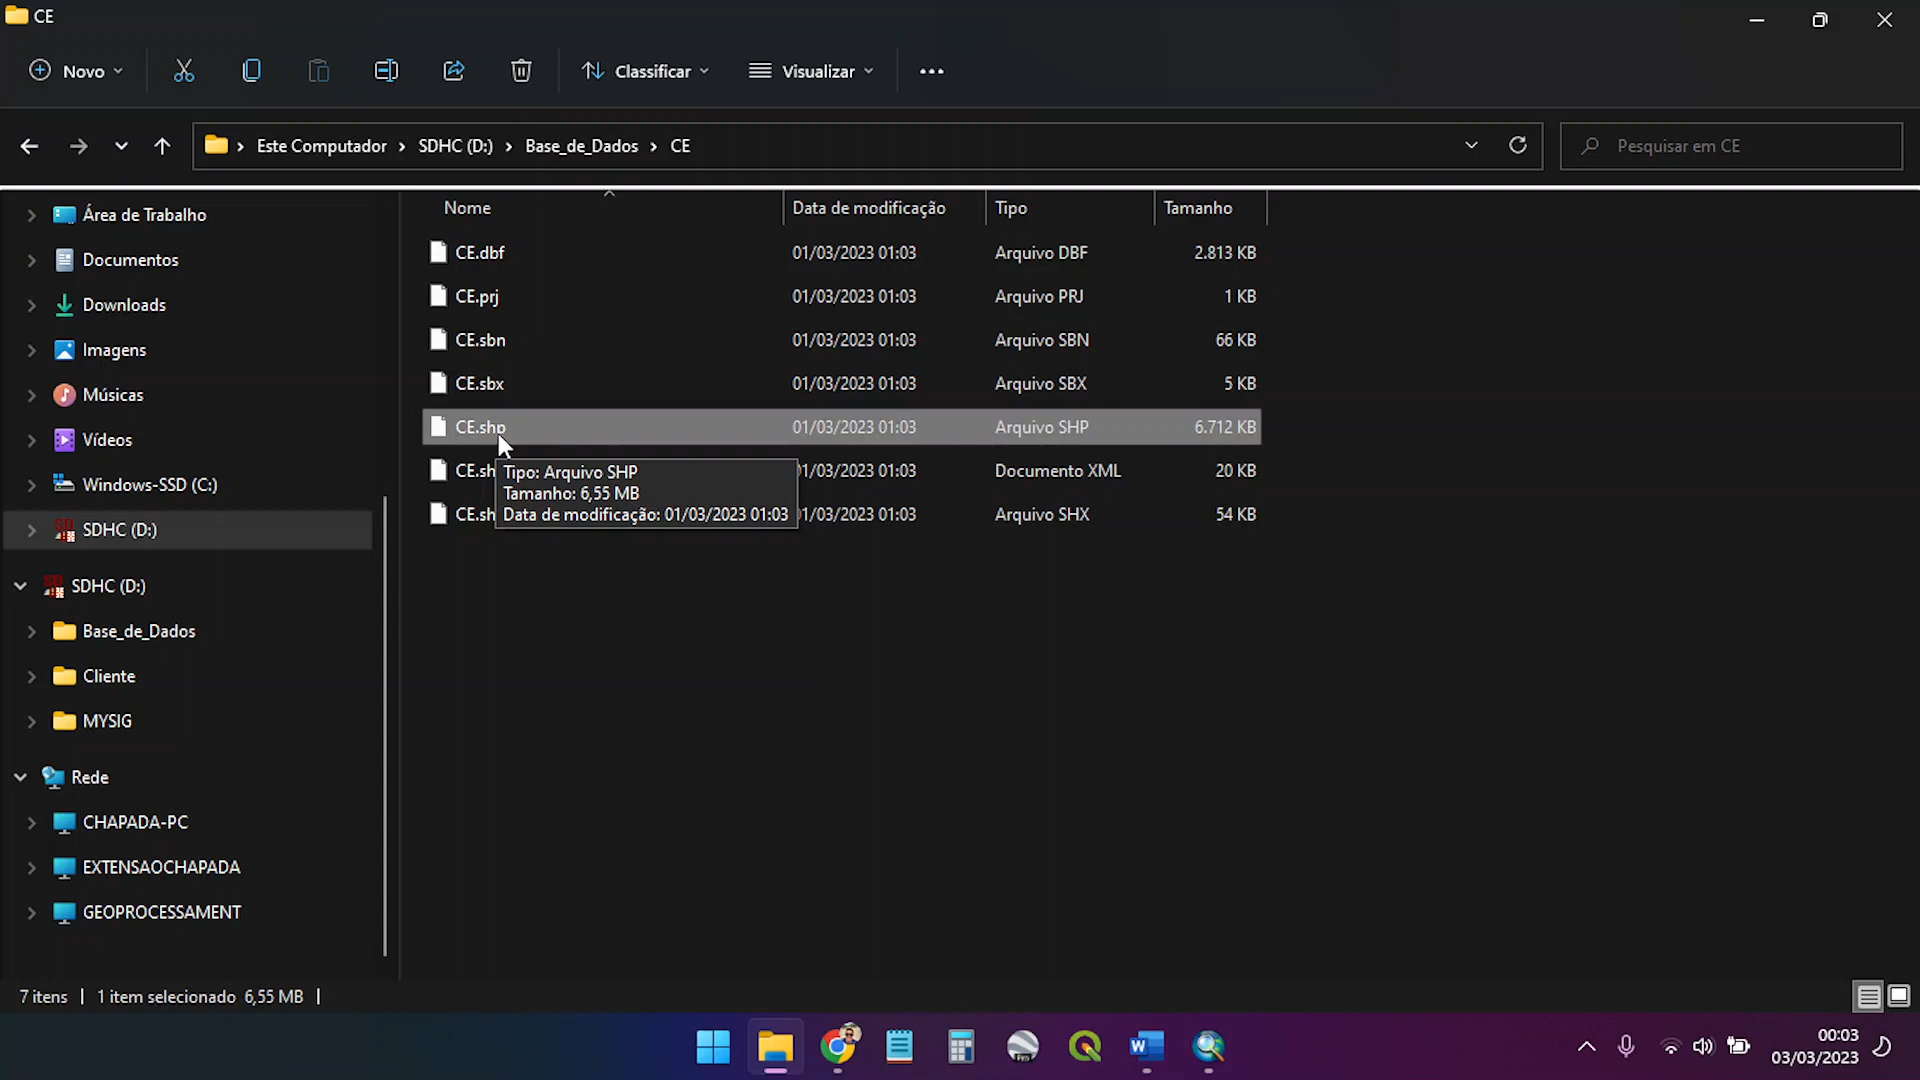 CE
Novo
Classificar
Visualizar
Este Computador > SDHC (D:) > Base_de_Dados > CE
Pesquisar em CE
Área de Trabalho
Documentos
Downloads
Imagens
Músicas
Vídeos
Windows-SSD (C:)
SDHC (D:)
SDHC (D:)
Base_de_Dados
Cliente
MYSIG
Rede
CHAPADA-PC
EXTENSAOCHAPADA
GEOPROCESSAMENT
Nome Data de modificação Tipo Tamanho
CE.dbf 01/03/2023 01:03 Arquivo DBF 2.813 KB
CE.prj 01/03/2023 01:03 Arquivo PRJ 1 KB
CE.sbn 01/03/2023 01:03 Arquivo SBN 66 KB
CE.sbx 01/03/2023 01:03 Arquivo SBX 5 KB
CE.shp 01/03/2023 01:03 Arquivo SHP 6.712 KB
CE.sh 1/03/2023 01:03 Documento XML 20 KB
CE.sh 1/03/2023 01:03 Arquivo SHX 54 KB
Tipo: Arquivo SHP
Tamanho: 6,55 MB
Data de modificação: 01/03/2023 01:03
7 itens | 1 item selecionado 6,55 MB |
PRO
W
00:03
03/03/2023